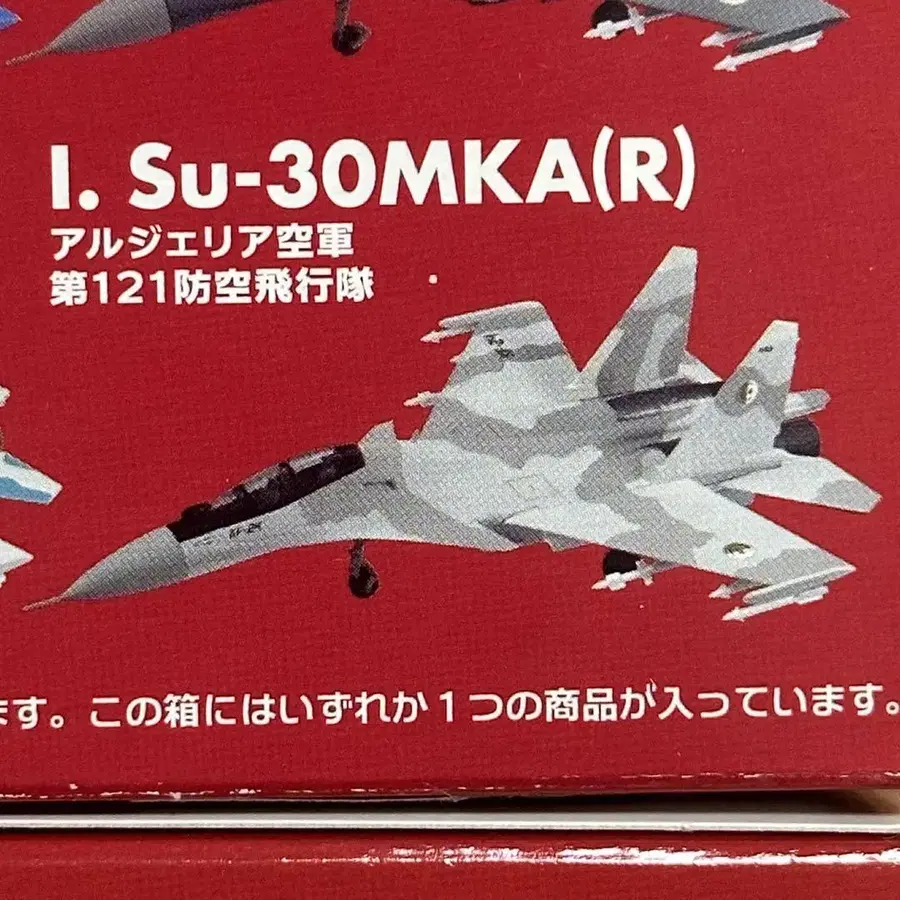 I. Su-30MKA(R)
アルジェリア空軍
第121防空飛行隊
ます。この箱にはいずれか1つの商品が入っています。